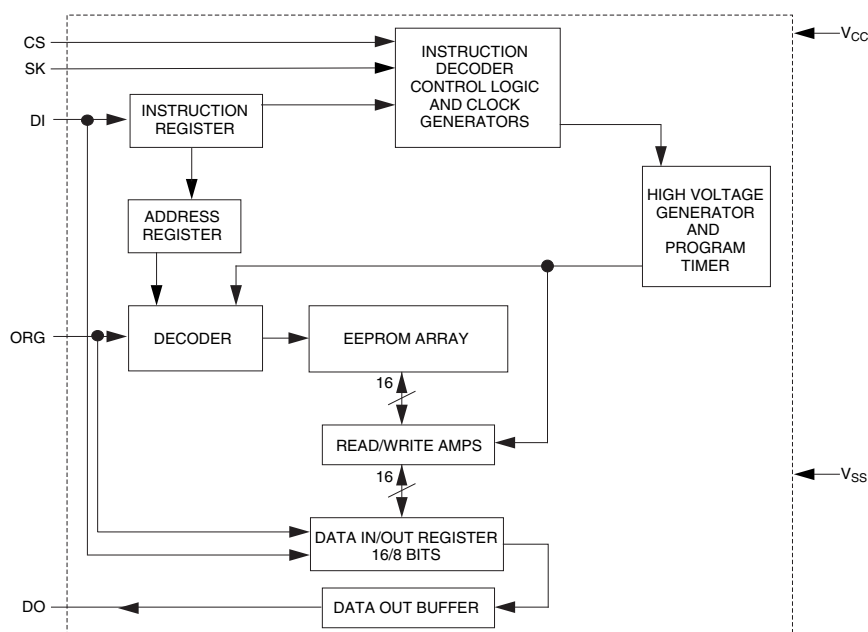 CS
SK
DI
INSTRUCTION
REGISTER
INSTRUCTION
DECODER
CONTROL LOGIC
AND CLOCK
GENERATORS
VCC
ADDRESS
REGISTER
HIGH VOLTAGE
GENERATOR
AND
PROGRAM
TIMER
ORG
DECODER
EEPROM ARRAY
16
READ/WRITE AMPS
16
VSS
DATA IN/OUT REGISTER
16/8 BITS
DO
DATA OUT BUFFER